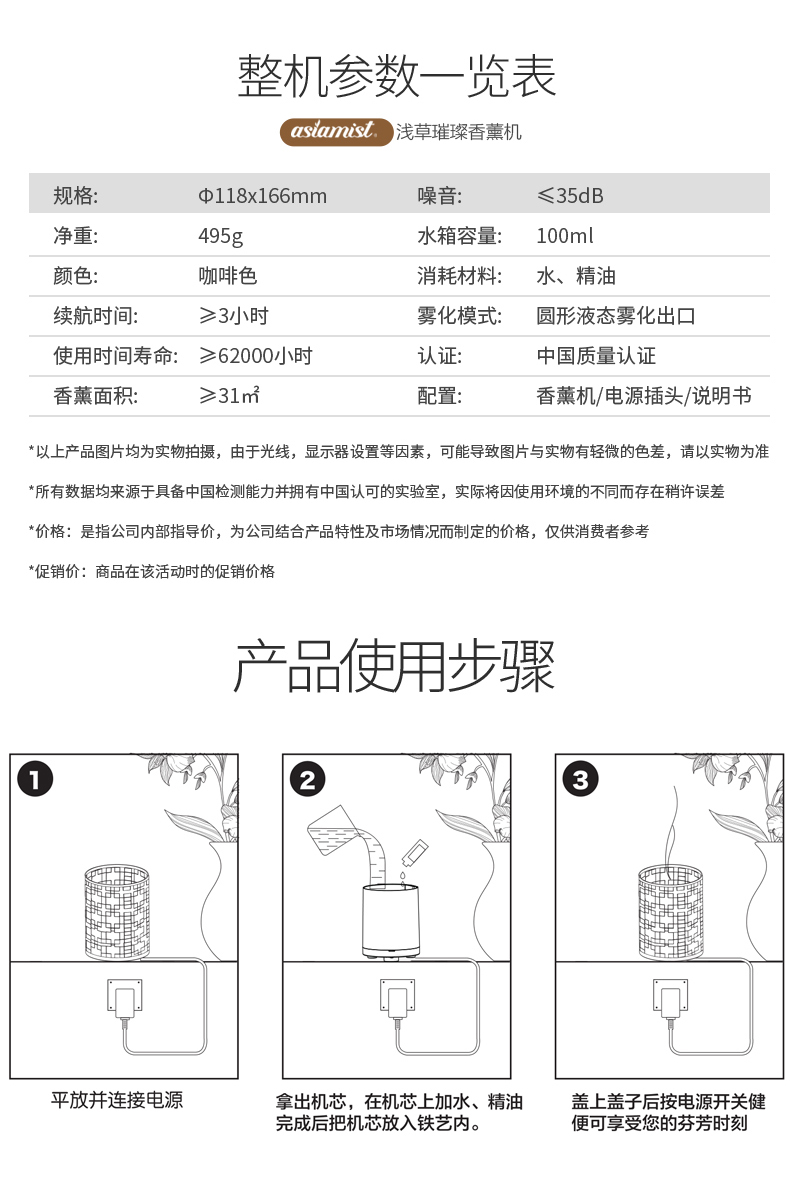 整机参数一览表
asiamist 浅草璀璨香薰机
规格: Φ118x166mm 噪音: ≤35dB
净重: 495g 水箱容量: 100ml
颜色: 咖啡色 消耗材料: 水、精油
续航时间: ≥3小时 雾化模式: 圆形液态雾化出口
使用时间寿命: ≥62000小时 认证: 中国质量认证
香薰面积: ≥31㎡ 配置: 香薰机/电源插头/说明书
*以上产品图片均为实物拍摄，由于光线，显示器设置等因素，可能导致图片与实物有轻微的色差，请以实物为准
*所有数据均来源于具备中国检测能力并拥有中国认可的实验室，实际将因使用环境的不同而存在稍许误差
*价格：是指公司内部指导价，为公司结合产品特性及市场情况而制定的价格，仅供消费者参考
*促销价：商品在该活动时的促销价格
产品使用步骤
1
2
3
平放并连接电源
拿出机芯，在机芯上加水、精油
完成后把机芯放入铁艺内。
盖上盖子后按电源开关健
便可享受您的芬芳时刻